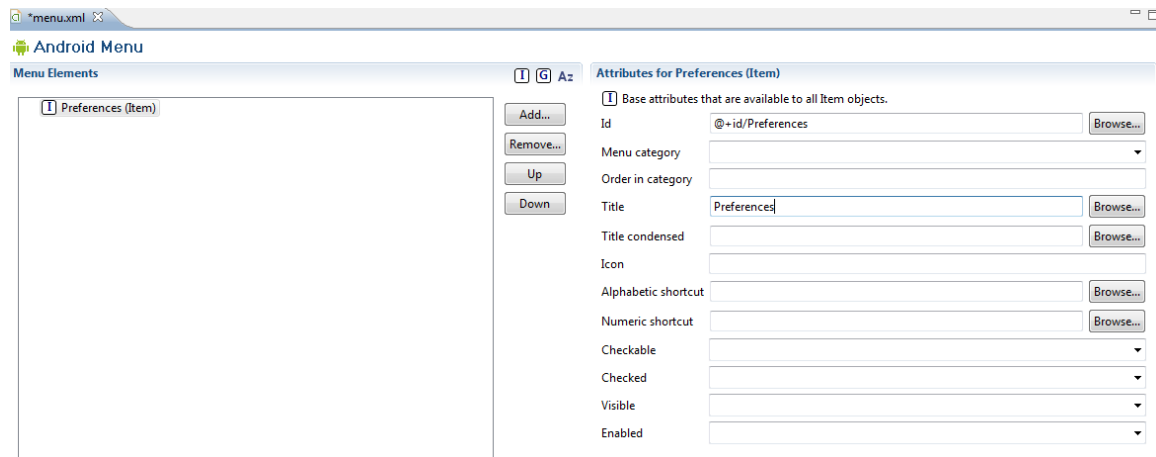 *menu.xml
Android Menu
Menu Elements
I G Az
I Preferences (Item)
Add...
Remove...
Up
Down
Attributes for Preferences (Item)
I Base attributes that are available to all Item objects.
Id @+id/Preferences Browse...
Menu category
Order in category
Title Preferences Browse...
Title condensed Browse...
Icon
Alphabetic shortcut Browse...
Numeric shortcut Browse...
Checkable
Checked
Visible
Enabled